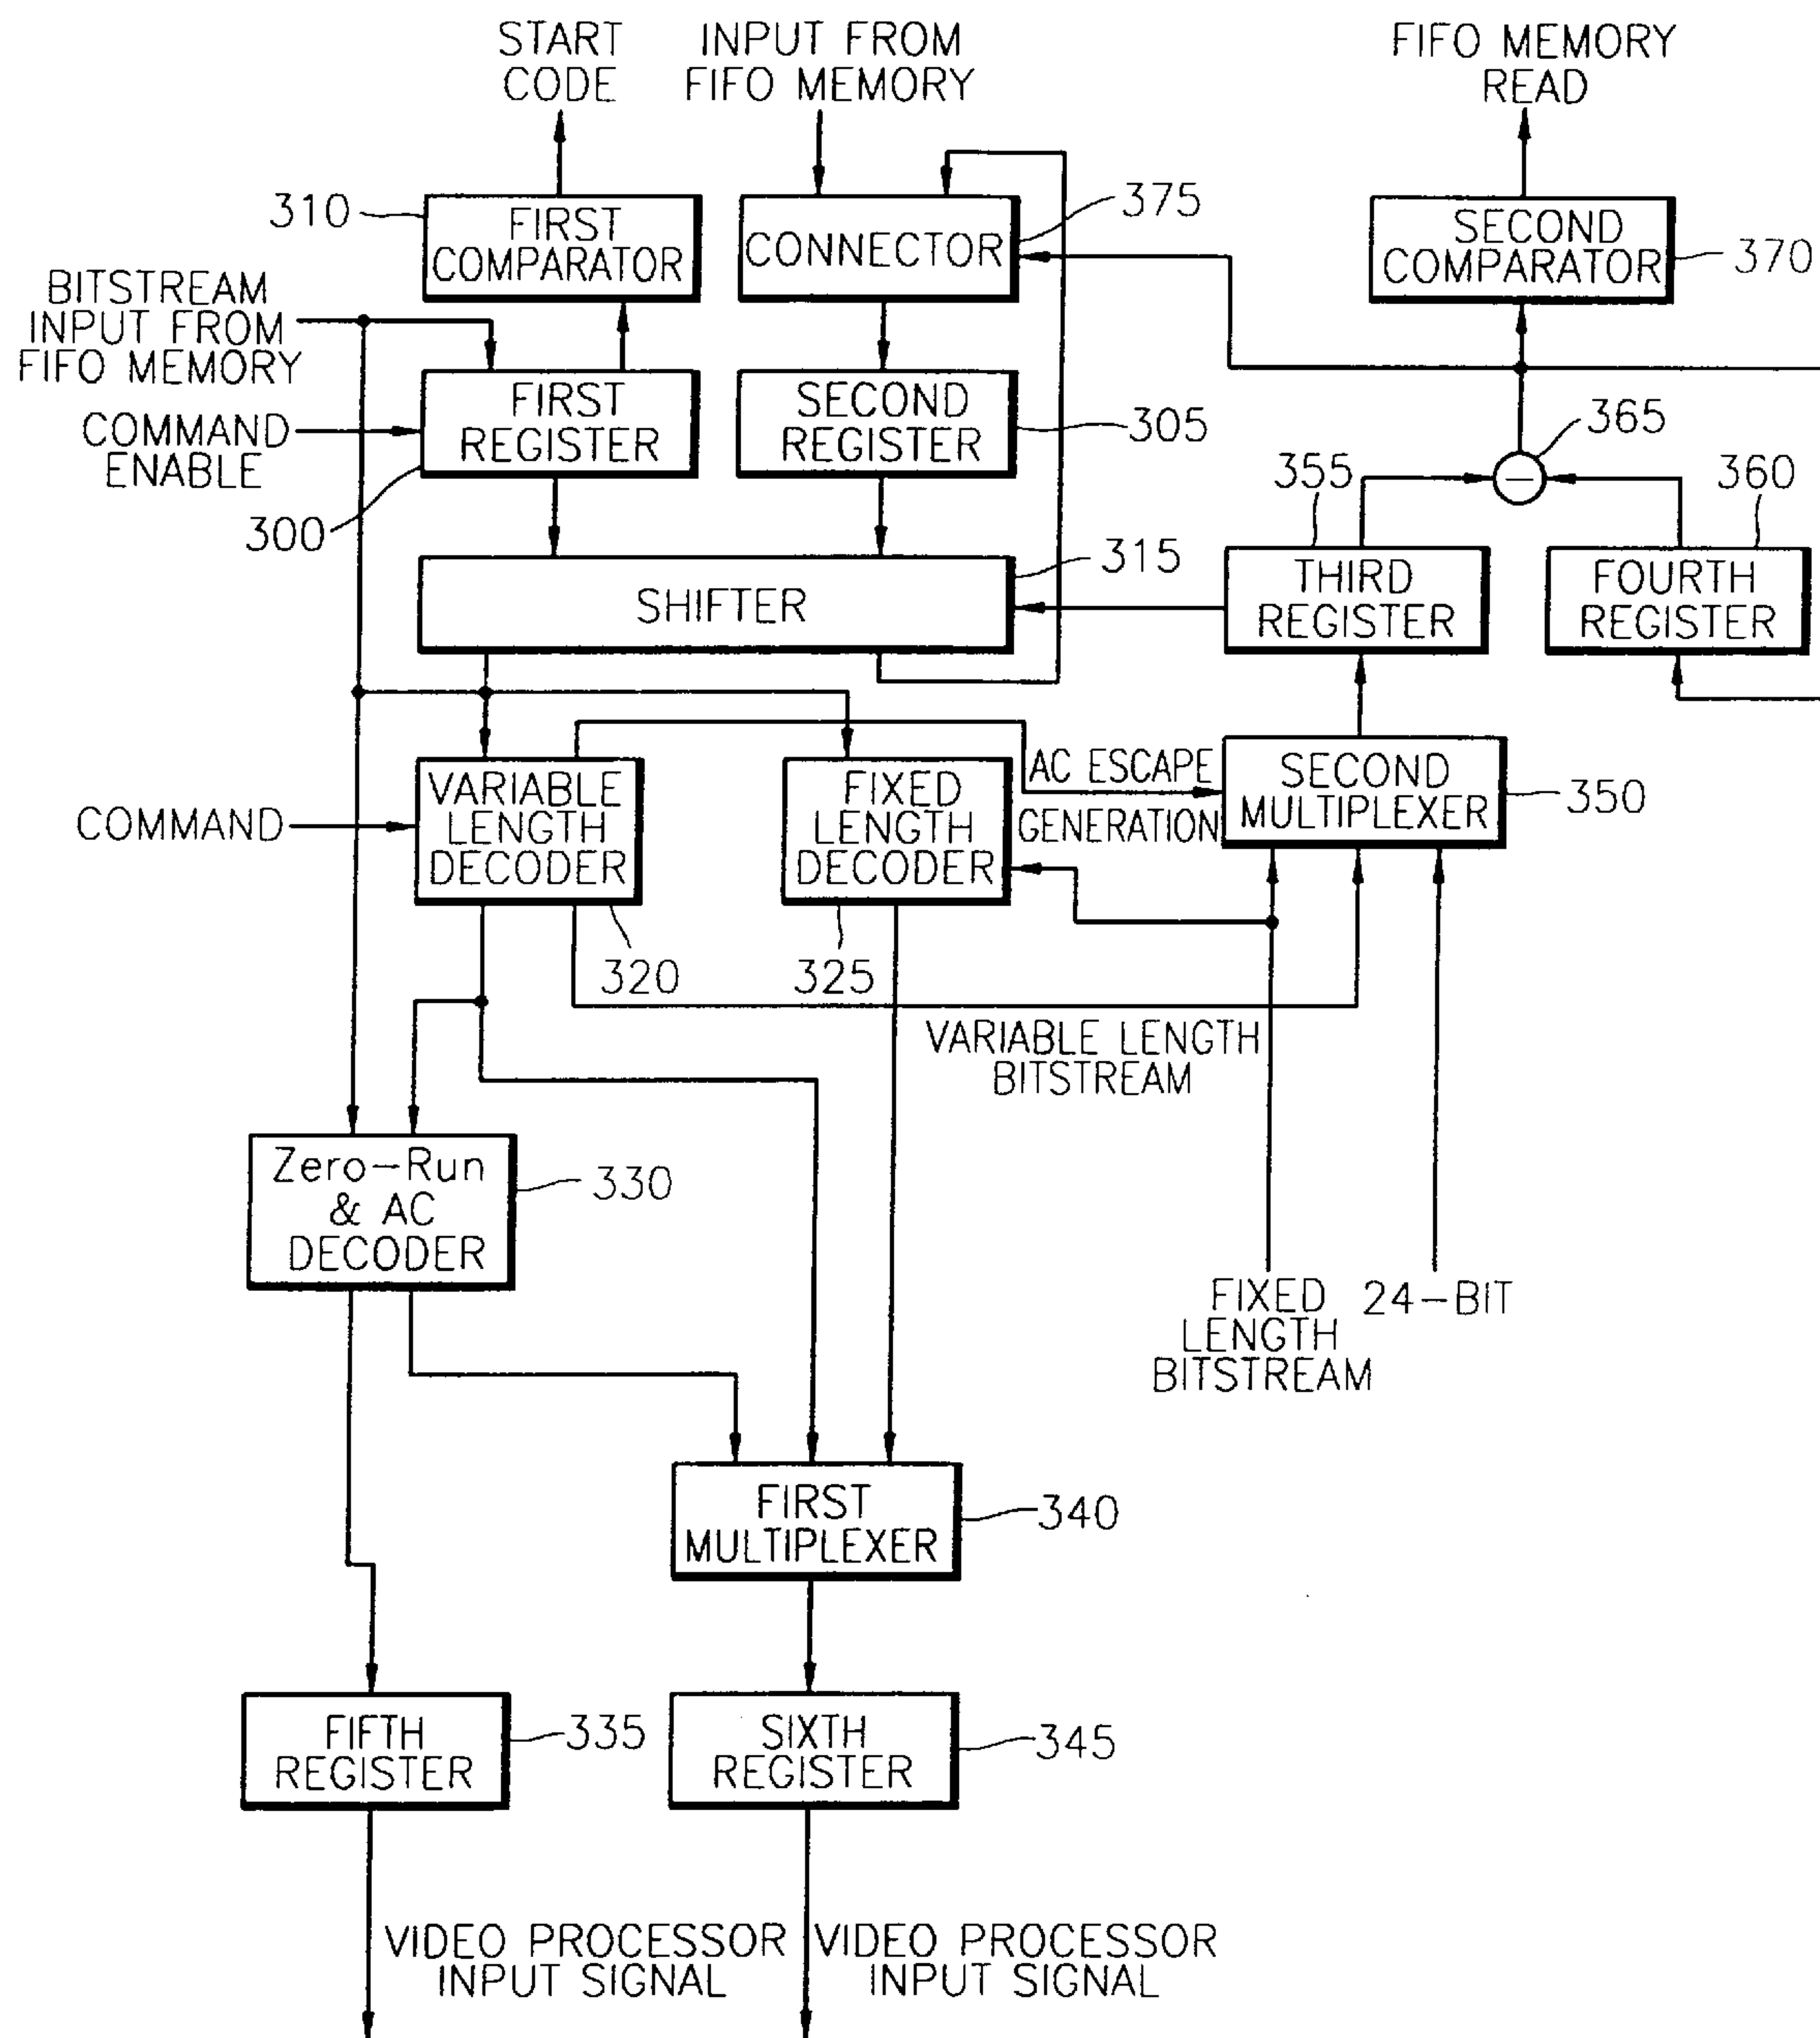 START
CODE
INPUT FROM
FIFO MEMORY
FIFO MEMORY
READ
310
FIRST
COMPARATOR
CONNECTOR
375
SECOND
COMPARATOR
370
BITSTREAM
INPUT FROM
FIFO MEMORY
COMMAND
ENABLE
FIRST
REGISTER
300
SECOND
REGISTER
305
365
−
355
360
SHIFTER
315
THIRD
REGISTER
FOURTH
REGISTER
COMMAND
VARIABLE
LENGTH
DECODER
320
FIXED
LENGTH
DECODER
325
AC ESCAPE
GENERATION
SECOND
MULTIPLEXER
350
VARIABLE LENGTH
BITSTREAM
Zero-Run
& AC
DECODER
330
FIXED
LENGTH
BITSTREAM
24-BIT
FIRST
MULTIPLEXER
340
FIFTH
REGISTER
335
SIXTH
REGISTER
345
VIDEO PROCESSOR
INPUT SIGNAL
VIDEO PROCESSOR
INPUT SIGNAL